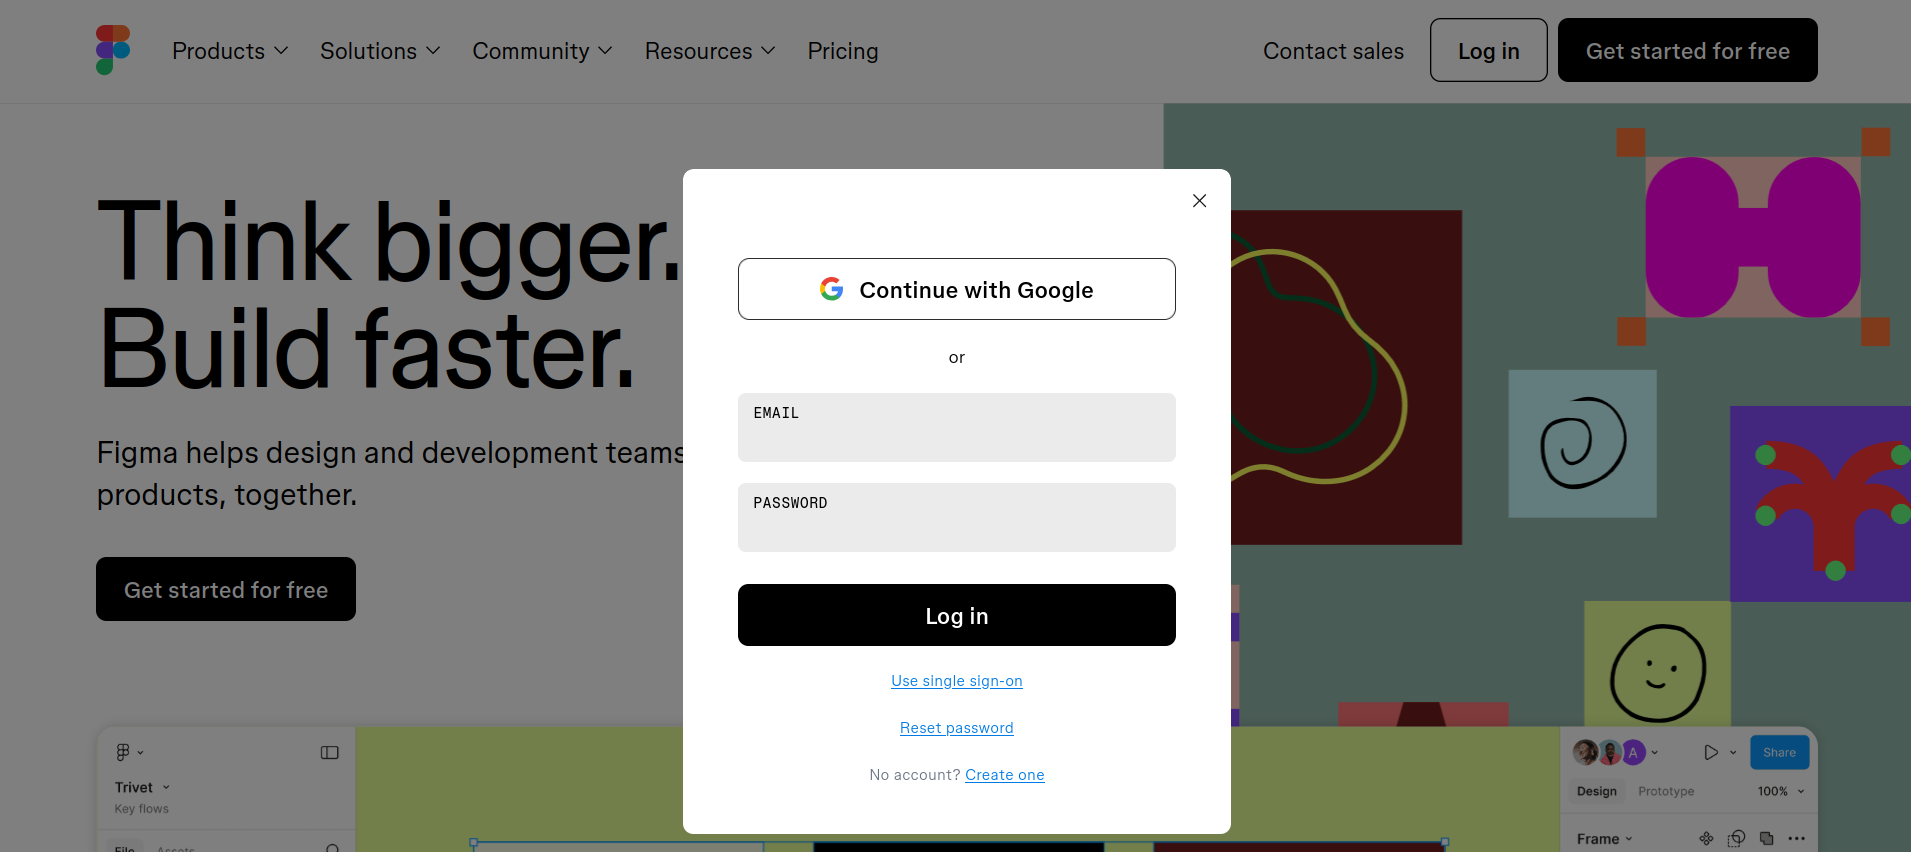 Products
Solutions
Community
Resources
Pricing
Contact sales
Log in
Get started for free
Think bigger.
Build faster.
Figma helps design and development teams
products, together.
Get started for free
Continue with Google
or
EMAIL
PASSWORD
Log in
Use single sign-on
Reset password
No account? Create one
Trivet
Key flows
File
Assets
A
Share
Design
Prototype
100%
Frame